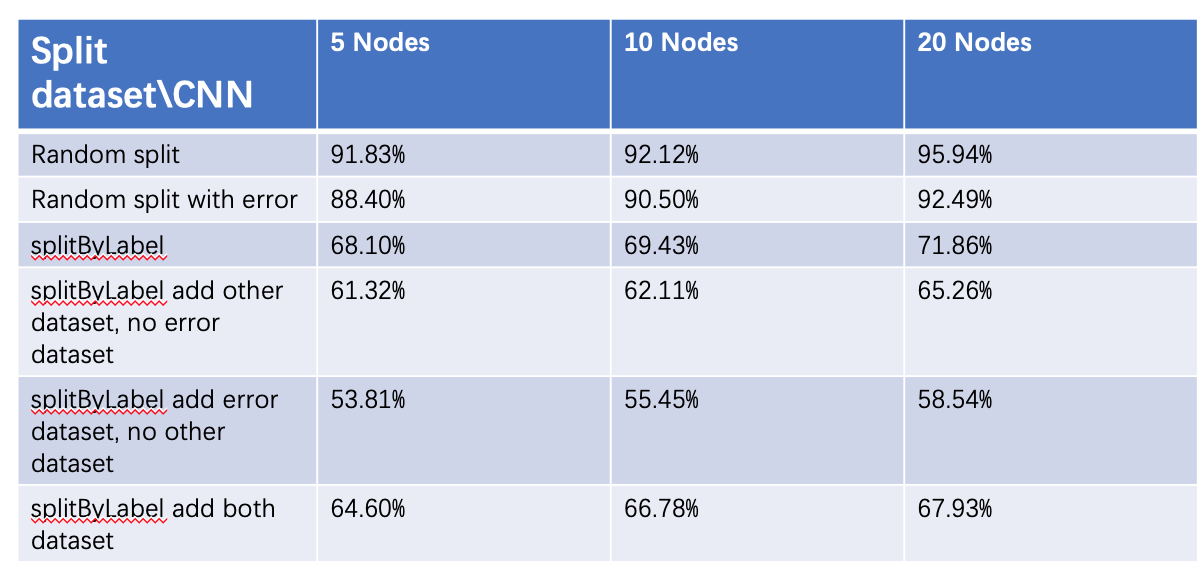 Split
dataset\CNN
5 Nodes
10 Nodes
20 Nodes
Random split
91.83%
92.12%
95.94%
Random split with error
88.40%
90.50%
92.49%
splitByLabel
68.10%
69.43%
71.86%
splitByLabel add other
dataset, no error
dataset
61.32%
62.11%
65.26%
splitByLabel add error
dataset, no other
dataset
53.81%
55.45%
58.54%
splitByLabel add both
dataset
64.60%
66.78%
67.93%